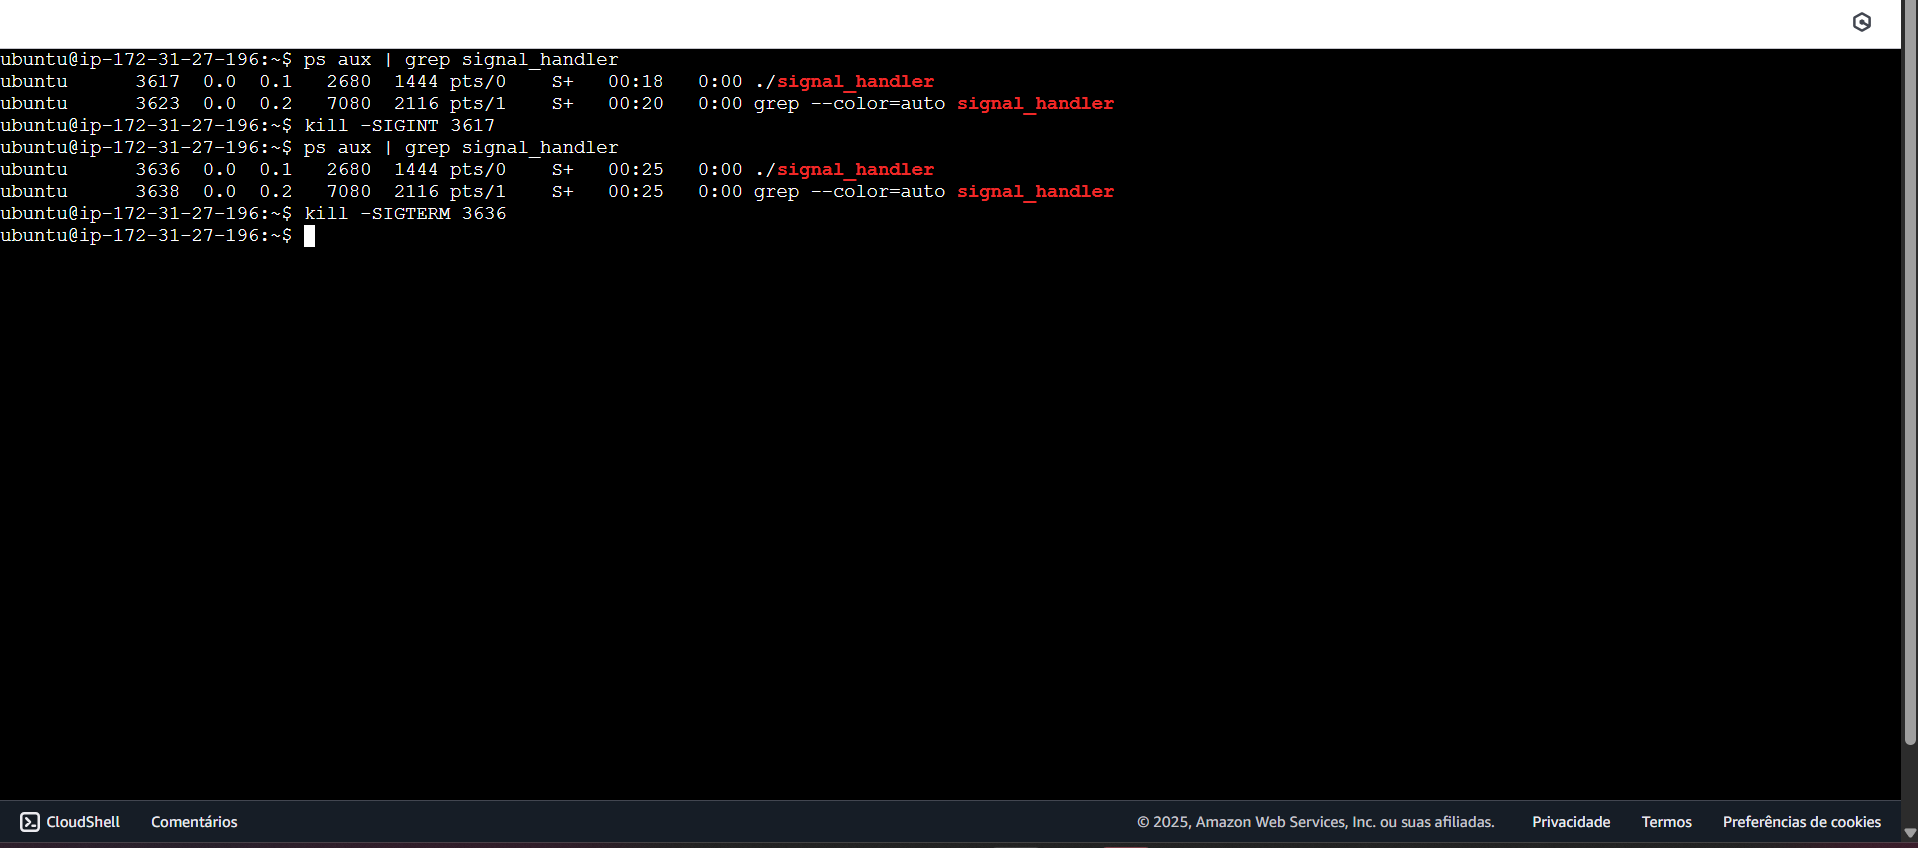 ubuntu@ip-172-31-27-196:~$ ps aux | grep signal_handler
ubuntu      3617  0.0  0.1   2680  1444 pts/0    S+   00:18   0:00 ./signal_handler
ubuntu      3623  0.0  0.2   7080  2116 pts/1    S+   00:20   0:00 grep --color=auto signal_handler
ubuntu@ip-172-31-27-196:~$ kill -SIGINT 3617
ubuntu@ip-172-31-27-196:~$ ps aux | grep signal_handler
ubuntu      3636  0.0  0.1   2680  1444 pts/0    S+   00:25   0:00 ./signal_handler
ubuntu      3638  0.0  0.2   7080  2116 pts/1    S+   00:25   0:00 grep --color=auto signal_handler
ubuntu@ip-172-31-27-196:~$ kill -SIGTERM 3636
ubuntu@ip-172-31-27-196:~$
CloudShell Comentários © 2025, Amazon Web Services, Inc. ou suas afiliadas. Privacidade Termos Preferências de cookies